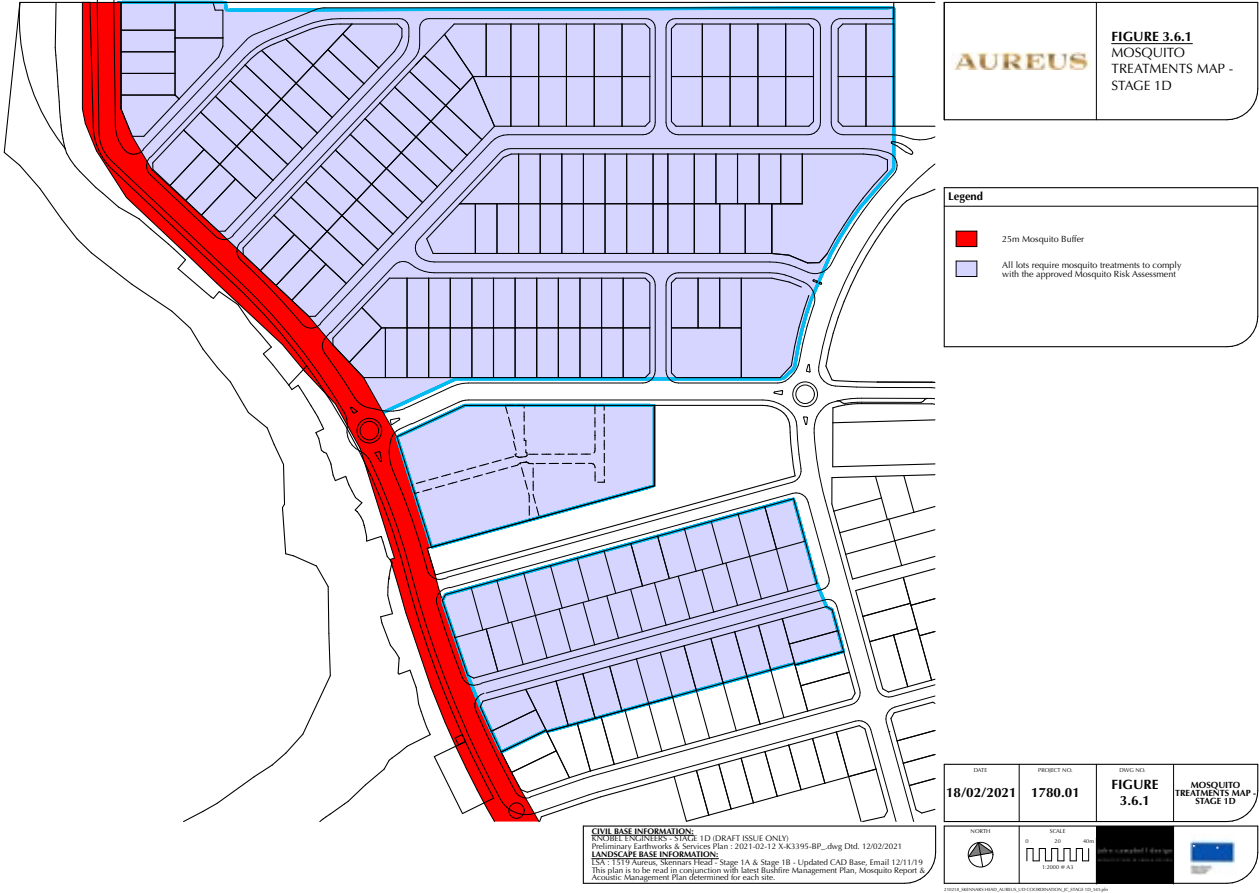 AUREUS
FIGURE 3.6.1
MOSQUITO
TREATMENTS MAP -
STAGE 1D
Legend
25m Mosquito Buffer
All lots require mosquito treatments to comply
with the approved Mosquito Risk Assessment
DATE
18/02/2021
PROJECT NO.
1780.01
DWG NO.
FIGURE
3.6.1
MOSQUITO
TREATMENTS MAP -
STAGE 1D
NORTH
SCALE
0 20 40m
1:2000 @ A3
CIVIL BASE INFORMATION:
KNOBEL ENGINEERS - STAGE 1D (DRAFT ISSUE ONLY)
Preliminary Earthworks & Services Plan : 2021-02-12 X-K3395-BP_.dwg Dtd. 12/02/2021
LANDSCAPE BASE INFORMATION:
LSA : 1519 Aureus, Skennars Head - Stage 1A & Stage 1B - Updated CAD Base, Email 12/11/19
This plan is to be read in conjunction with latest Bushfire Management Plan, Mosquito Report &
Acoustic Management Plan determined for each site.